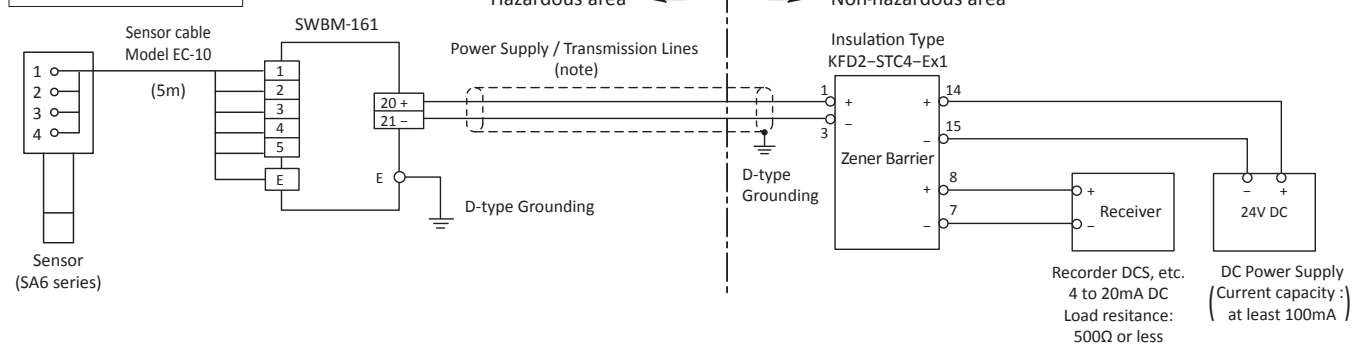 Hazardous area
Non-hazardous area
Sensor cable
Model EC-10
(5m)
1
2
3
4
Sensor
(SA6 series)
SWBM-161
1
2
3
4
5
E
20 +
21 −
E
D-type Grounding
Power Supply / Transmission Lines
(note)
D-type
Grounding
Insulation Type
KFD2−STC4−Ex1
1
+
3
−
Zener Barrier
+
14
−
15
+
8
−
7
+
−
Receiver
Recorder DCS, etc.
4 to 20mA DC
Load resitance:
500Ω or less
− +
24V DC
DC Power Supply
(Current capacity :)
at least 100mA